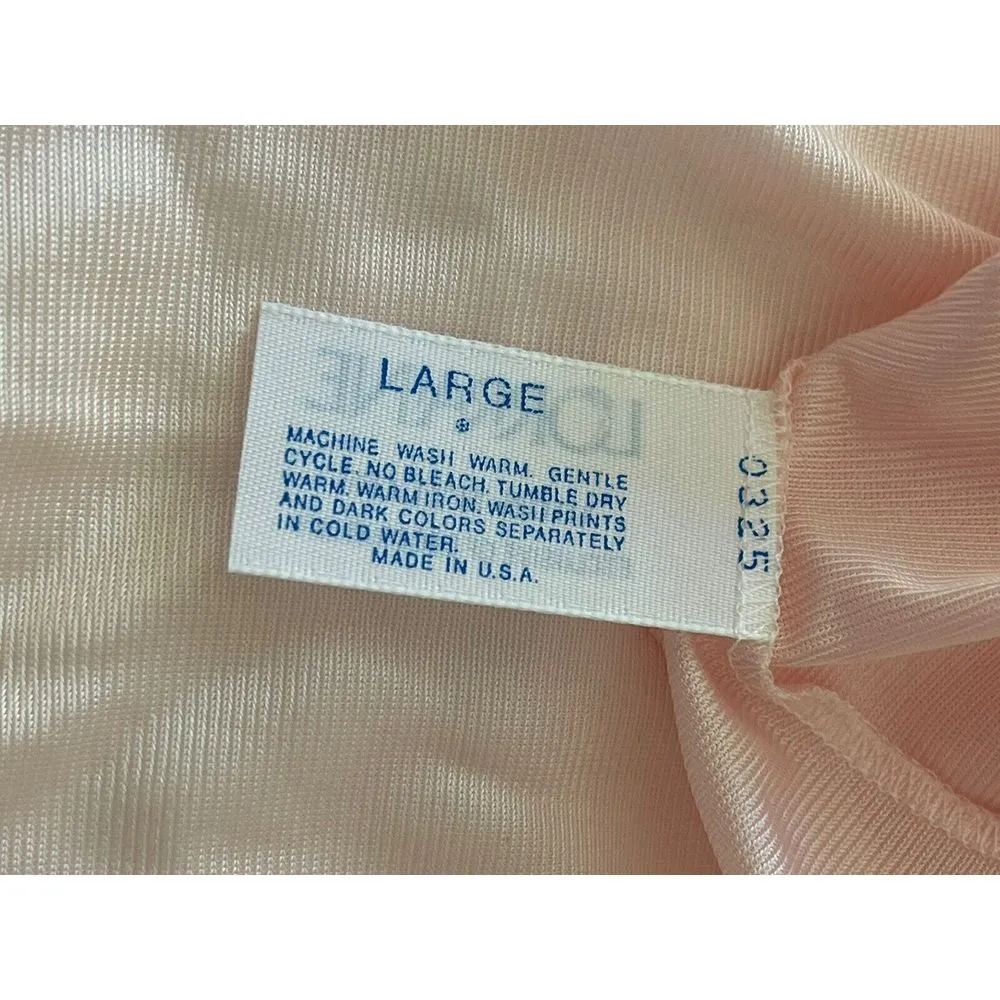 LARGE
MACHINE WASH WARM. GENTLE
CYCLE. NO BLEACH. TUMBLE DRY
WARM. WARM IRON. WASH PRINTS
AND DARK COLORS SEPARATELY
IN COLD WATER.
MADE IN U.S.A.
0325